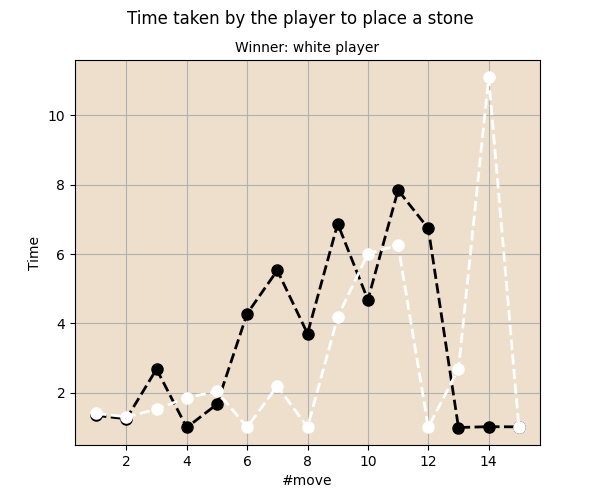 Time taken by the player to place a stone
Winner: white player
10
8
6
4
2
Time
2 4 6 8 10 12 14
#move